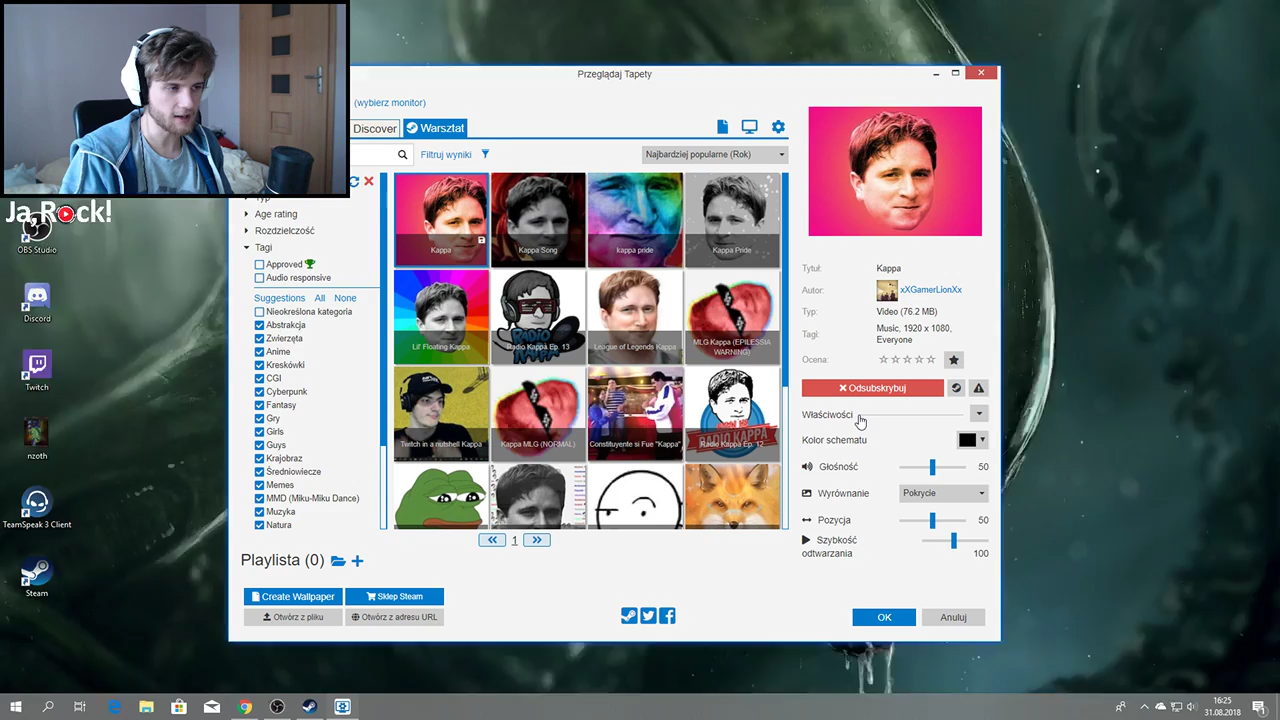 Przeglądaj Tapety
(wybierz monitor)
Discover
Warsztat
Filtruj wyniki
Najbardziej popularne (Rok)
Age rating
Rozdzielczość
Tagi
Approved
Audio responsive
Suggestions All None
Nieokreślona kategoria
Abstrakcja
Zwierzęta
Anime
Kreskówki
CGI
Cyberpunk
Fantasy
Gry
Girls
Guys
Krajobraz
Średniowiecze
Memes
MMD (Miku-Miku Dance)
Muzyka
Natura
Kappa
Kappa Song
kappa pride
Kappa Pride
Lil' Floating Kappa
Radio Kappa Ep. 13
League of Legends Kappa
MLG Kappa (EPILESSIA
WARNING)
Twitch in a nutshell Kappa
Kappa MLG (NORMAL)
Constituyente si Fue "Kappa"
Radio Kappa Ep. 12
1
Playlista (0)
Create Wallpaper
Sklep Steam
Otwórz z pliku
Otwórz z adresu URL
Tytuł: Kappa
Autor: xXGamerLionXx
Typ: Video (76.2 MB)
Tagi: Music, 1920 x 1080,
Everyone
Ocena:
Odsubskrybuj
Właściwości
Kolor schematu
Głośność 50
Wyrównanie Pokrycie
Pozycja 50
Szybkość
odtwarzania 100
OK
Anuluj
Ja, Rock!
OBS Studio
Discord
Twitch
nzoth
TeamSpeak 3 Client
Steam
16:25
31.08.2018